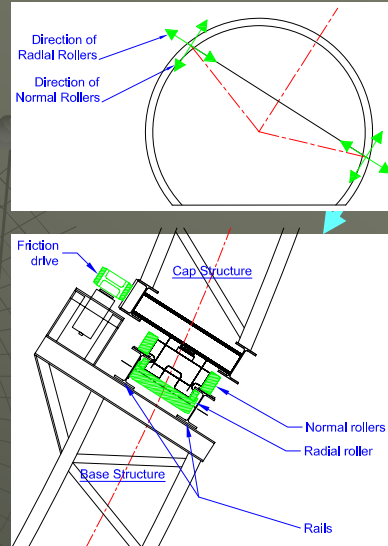 Direction of
Radial Rollers
Direction of
Normal Rollers
Friction
drive
Cap Structure
Normal rollers
Radial roller
Base Structure
Rails